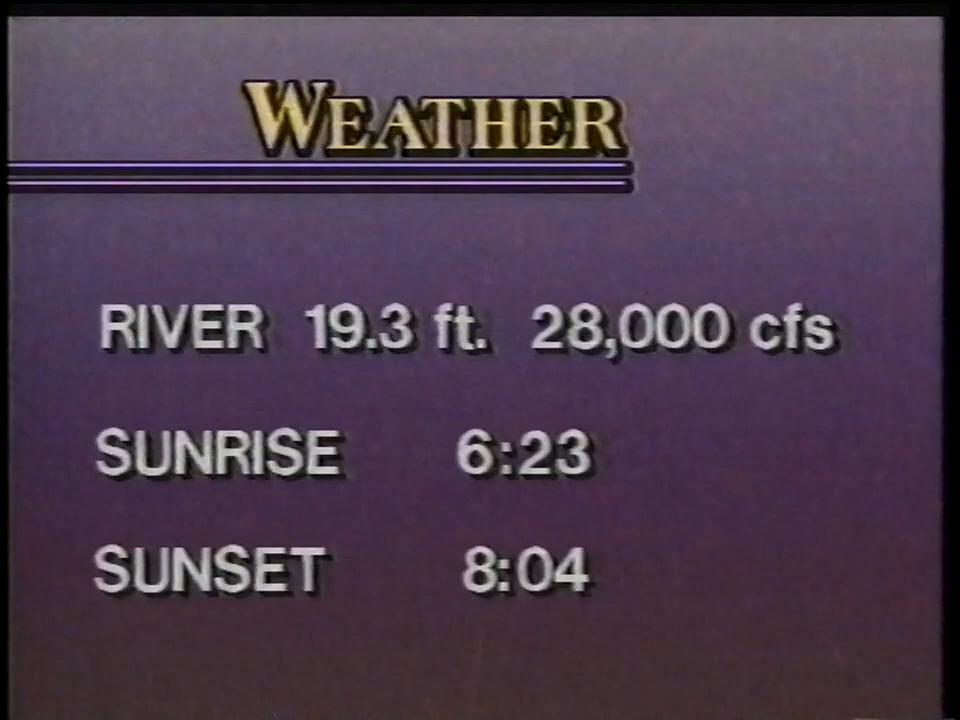 WEATHER
RIVER 19.3 ft. 28,000 cfs
SUNRISE 6:23
SUNSET 8:04